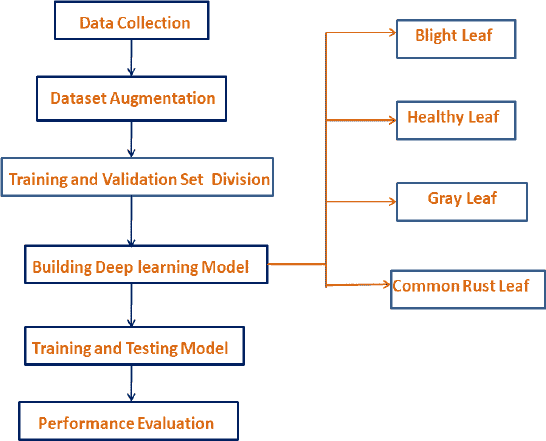 Data Collection
Dataset Augmentation
Training and Validation Set Division
Building Deep learning Model
Training and Testing Model
Performance Evaluation
Blight Leaf
Healthy Leaf
Gray Leaf
Common Rust Leaf